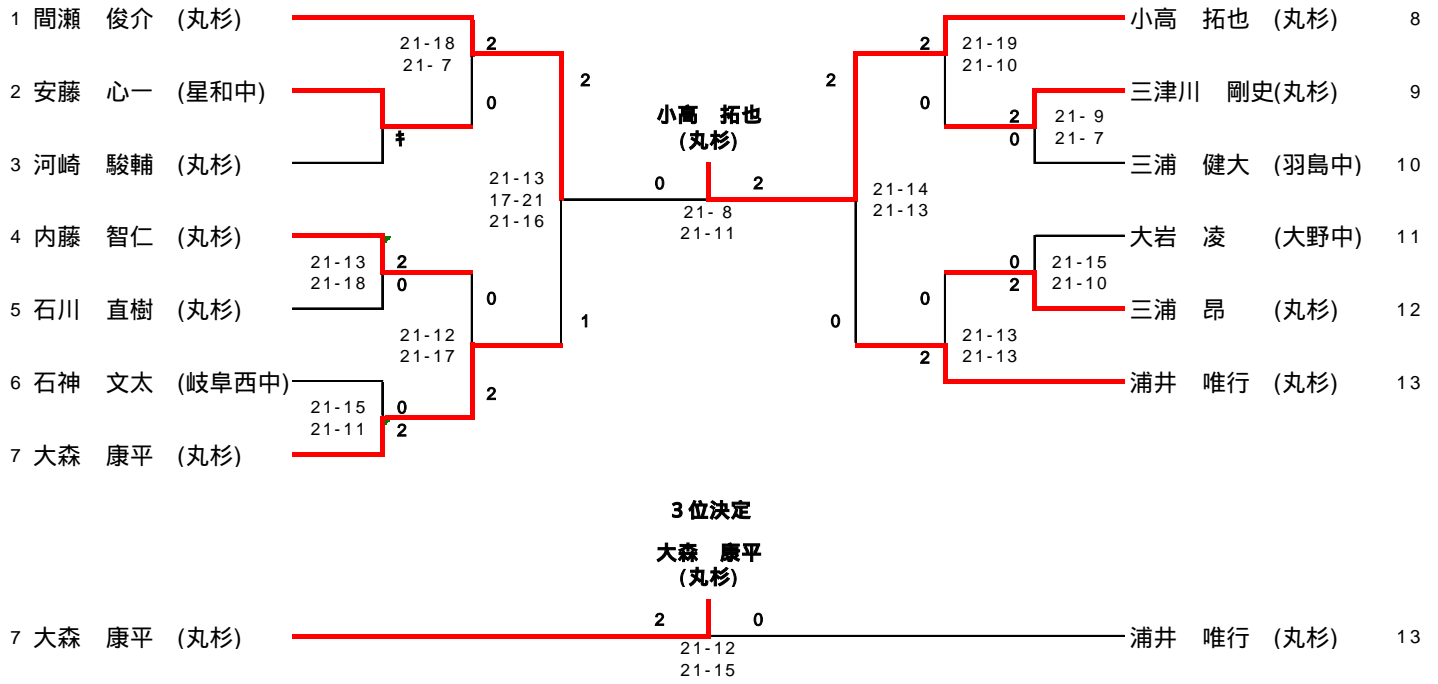 1 間瀬　俊介　(丸杉)
2 安藤　心一　(星和中)
3 河崎　駿輔　(丸杉)
4 内藤　智仁　(丸杉)
5 石川　直樹　(丸杉)
6 石神　文太　(岐阜西中)
7 大森　康平　(丸杉)
21-18
21- 7
2
0
21-13
21-18
2
0
21-15
21-11
0
2
21-12
21-17
0
2
2
21-13
17-21
21-16
1
小高　拓也
(丸杉)
0 2
21- 8
21-11
2
21-14
21-13
0
2
0
21-19
21-10
2
0
21- 9
21- 7
0
2
21-15
21-10
0
2
21-13
21-13
小高　拓也　(丸杉) 8
三津川　剛史(丸杉) 9
三浦　健大　(羽島中) 10
大岩　凌　(大野中) 11
三浦　昂　(丸杉) 12
浦井　唯行　(丸杉) 13
3位決定
大森　康平
(丸杉)
7 大森　康平　(丸杉)
2 0
21-12
21-15
浦井　唯行　(丸杉) 13